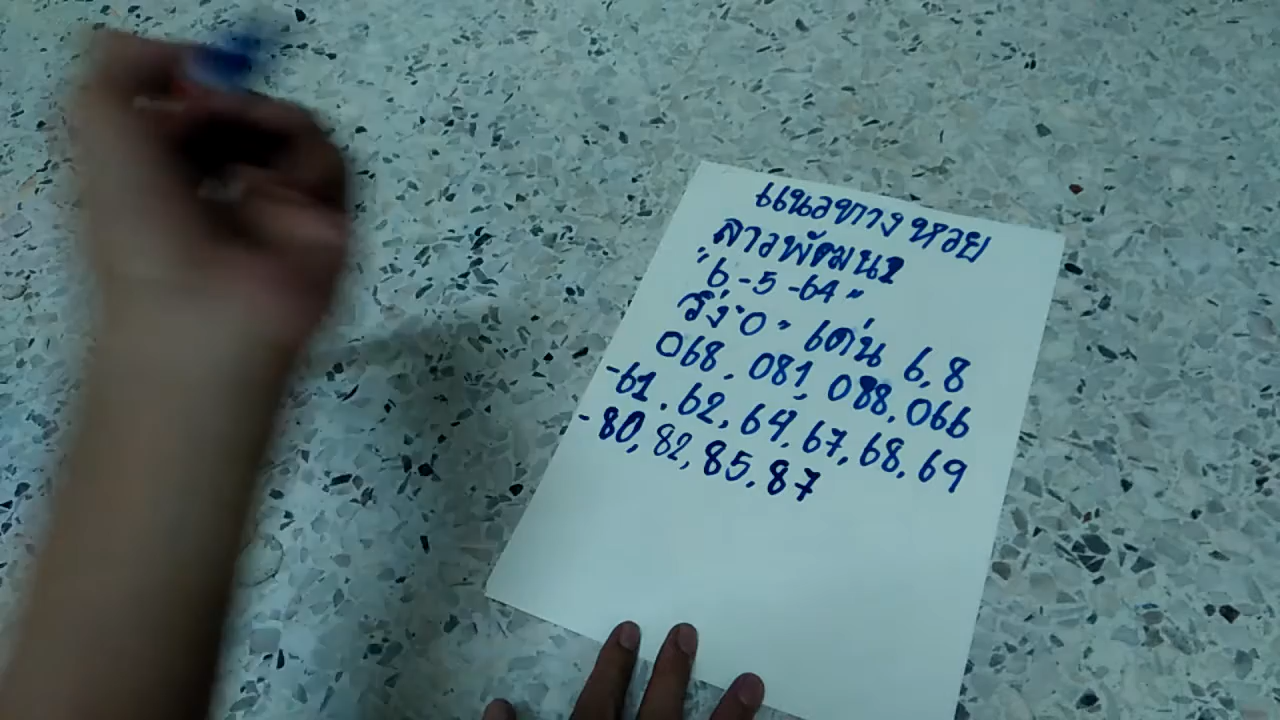 แนวทางหวย
ลาวพัฒนา
"6-5-64"
วิ่ง "0" เด่น 6,8
068, 081, 088, 066
-61, 62, 64, 67, 68, 69
-80, 82, 85, 87